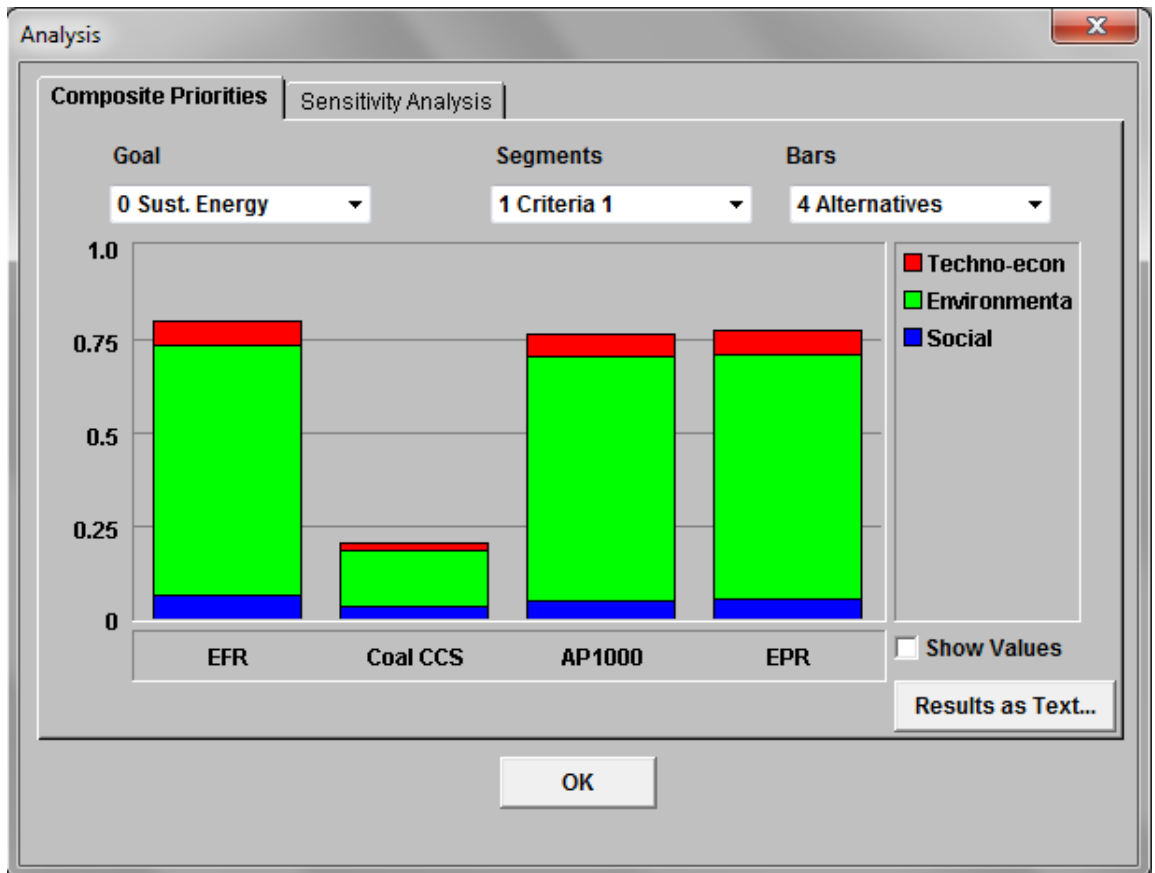 Analysis
Composite Priorities
Sensitivity Analysis
Goal
Segments
Bars
0 Sust. Energy
1 Criteria 1
4 Alternatives
1.0
0.75
0.5
0.25
0
Techno-econ
Environmenta
Social
EFR
Coal CCS
AP1000
EPR
Show Values
Results as Text...
OK